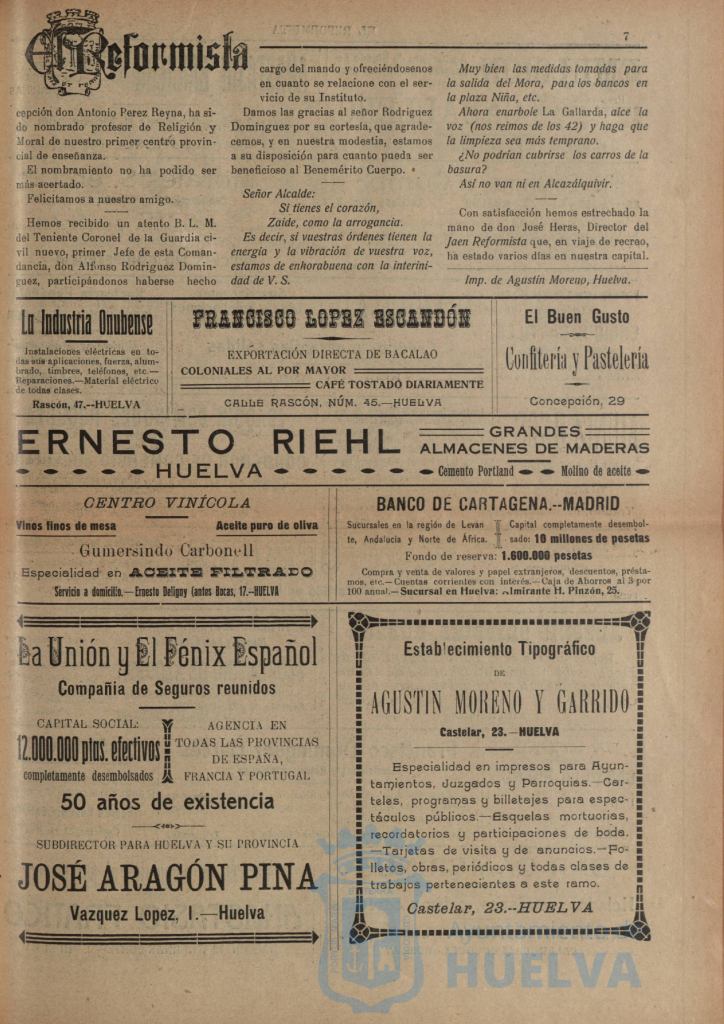 El Reformista
7
cepción don Antonio Perez Reyna, ha si-
do nombrado profesor de Religión y
Moral de nuestro primer centro provin-
cial de enseñanza.
El nombramiento no ha podido ser
más acertado.
Felicitamos a nuestro amigo.
Hemos recibido un atento B. L. M.
del Teniente Coronel de la Guardia ci-
vil nuevo, primer Jefe de esta Coman-
dancia, don Alfonso Rodriguez Domin-
guez, participándonos haberse hecho
cargo del mando y ofreciéndosenos
en cuanto se relacione con el ser-
vicio de su Instituto.
Damos las gracias al señor Rodriguez
Dominguez por su cortesía, que agrade-
cemos, y en nuestra modestia, estamos
a su disposición para cuanto pueda ser
beneficioso al Benemérito Cuerpo.
Señor Alcalde:
Si tienes el corazón,
Zaide, como la arrogancia.
Es decir, si vuestras órdenes tienen la
energía y la vibración de vuestra voz,
estamos de enhorabuena con la interini-
dad de V. S.
Muy bien las medidas tomadas para
la salida del Mora, para los bancos en
la plaza Niña, etc.
Ahora enarbole La Gallarda, alce la
voz (nos reimos de los 42) y haga que
la limpieza sea más temprano.
¿No podrían cubrirse los carros de la
basura?
Así no van ni en Alcazálquivir.
Con satisfacción hemos estrechado la
mano de don José Heras, Director del
Jaen Reformista que, en viaje de recreo,
ha estado varios días en nuestra capital.
Imp. de Agustín Moreno, Huelva.
La Industria Onubense
Instalaciones eléctricas en to-
das sus aplicaciones, fuerza, alum-
brado, timbres, teléfonos, etc.—
Reparaciones.—Material eléctrico
de todas clases.
Rascón, 47.--HUELVA
FRANCISCO LOPEZ ESCANDÓN
EXPORTACIÓN DIRECTA DE BACALAO
COLONIALES AL POR MAYOR
CAFÉ TOSTADO DIARIAMENTE
CALLE RASCÓN, NÚM. 45.—HUELVA
El Buen Gusto
Confitería y Pastelería
Concepción, 29
ERNESTO RIEHL
HUELVA
GRANDES
ALMACENES DE MADERAS
Cemento Portland
Molino de aceite
CENTRO VINÍCOLA
Vinos finos de mesa
Aceite puro de oliva
Gumersindo Carbonell
Especialidad en ACEITE FILTRADO
Servicio a domicilio.—Ernesto Deligny (antes Bocas, 17.--HUELVA
BANCO DE CARTAGENA.--MADRID
Sucursales en la región de Levan
te, Andalucia y Norte de África.
Capital completamente desembol-
sado: 10 millones de pesetas
Fondo de reserva: 1.600.000 pesetas
Compra y venta de valores y papel extranjeros, descuentos, présta-
mos, etc.—Cuentas corrientes con interés.—Caja de Ahorros al 3 por
100 anual.—Sucursal en Huelva: Almirante H. Pinzón, 25.
La Unión y El Fénix Español
Compañia de Seguros reunidos
CAPITAL SOCIAL:
12.000.000 ptas. efectivos
completamente desembolsados
AGENCIA EN
TODAS LAS PROVINCIAS
DE ESPAÑA,
FRANCIA Y PORTUGAL
50 años de existencia
SUBDIRECTOR PARA HUELVA Y SU PROVINCIA
JOSÉ ARAGÓN PINA
Vazquez Lopez, 1.—Huelva
Establecimiento Tipográfico
DE
AGUSTIN MORENO Y GARRIDO
Castelar, 23.—HUELVA
Especialidad en impresos para Ayun-
tamientos, Juzgados y Parroquias.—Car-
teles, programas y billetajes para espec-
táculos públicos.—Esquelas mortuorias,
recordatorios y participaciones de boda.
—Tarjetas de visita y de anuncios.—Fo-
lletos, obras, periódicos y todas clases de
trabajos pertenecientes a este ramo.
Castelar, 23.--HUELVA
HUELVA